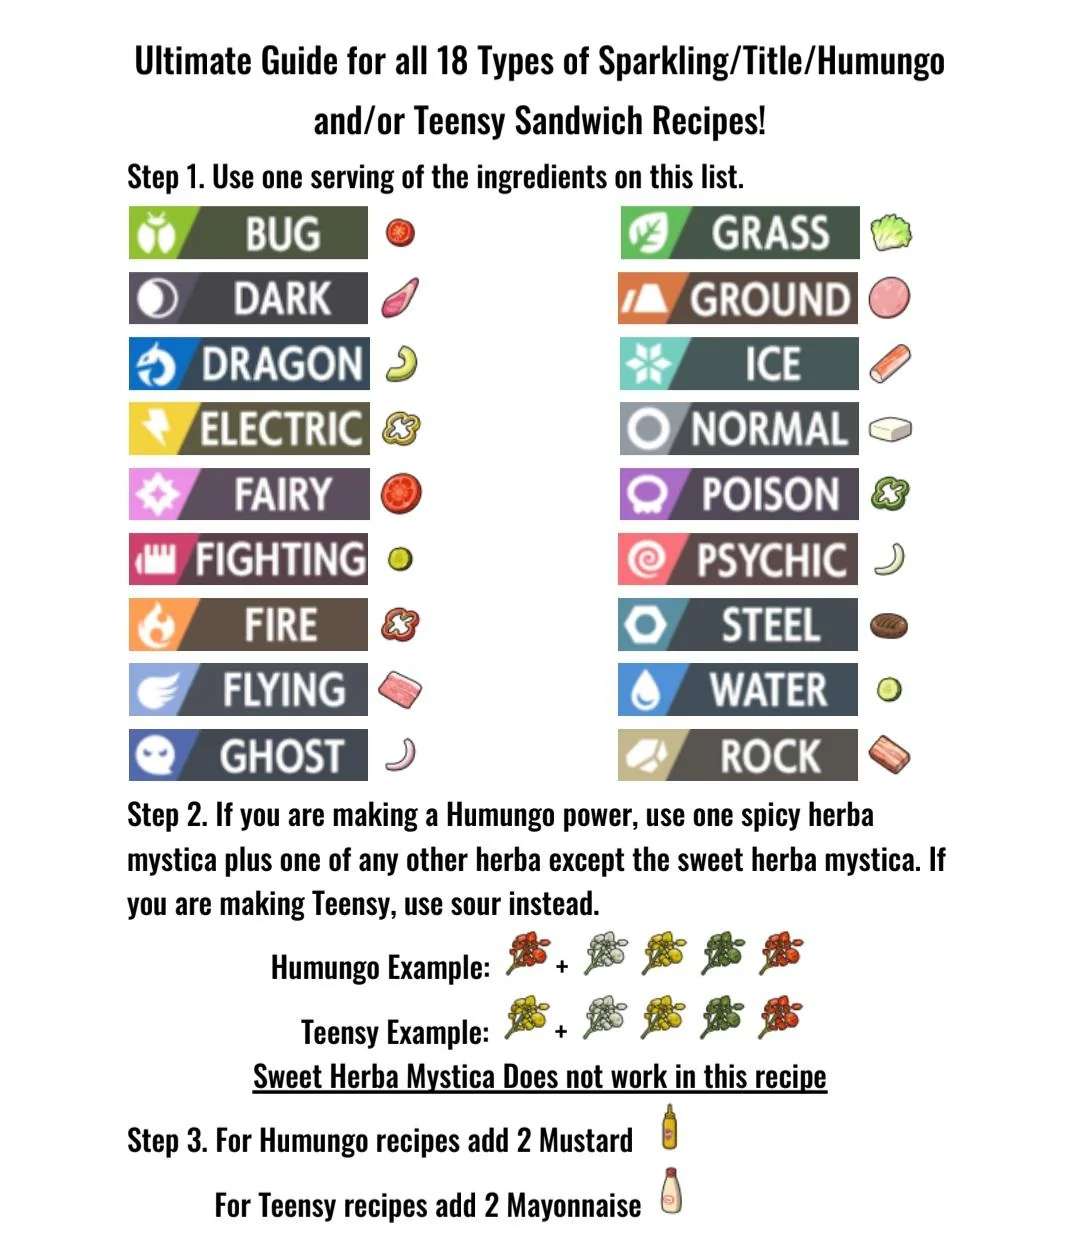 Ultimate Guide for all 18 Types of Sparkling/Title/Humungo
and/or Teensy Sandwich Recipes!
Step 1. Use one serving of the ingredients on this list.
BUG
GRASS
DARK
GROUND
DRAGON
ICE
ELECTRIC
NORMAL
FAIRY
POISON
FIGHTING
PSYCHIC
FIRE
STEEL
FLYING
WATER
GHOST
ROCK
Step 2. If you are making a Humungo power, use one spicy herba
mystica plus one of any other herba except the sweet herba mystica. If
you are making Teensy, use sour instead.
Humungo Example: +
Teensy Example: +
Sweet Herba Mystica Does not work in this recipe
Step 3. For Humungo recipes add 2 Mustard
For Teensy recipes add 2 Mayonnaise